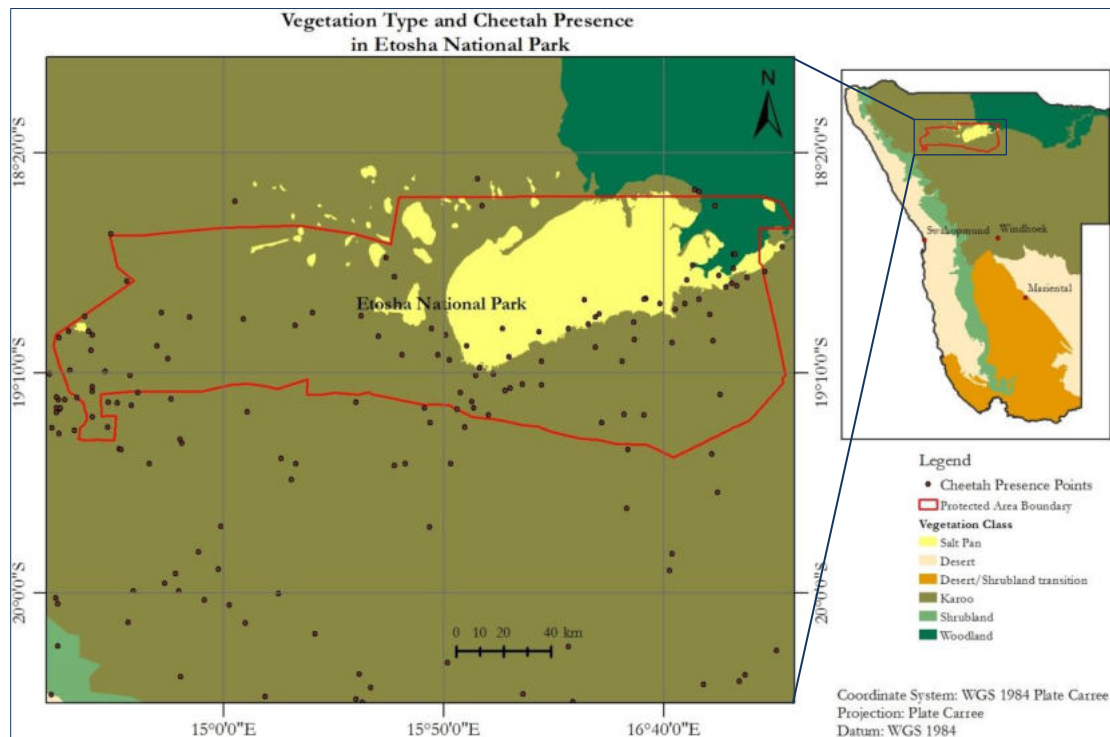 Vegetation Type and Cheetah Presence
in Etosha National Park
N
18°20'0"S
18°20'0"S
19°10'0"S
19°10'0"S
20°0'0"S
20°0'0"S
Etosha National Park
0 10 20 40 km
15°0'0"E
15°50'0"E
16°40'0"E
Swakopmund
Windhoek
Mariental
Legend
Cheetah Presence Points
Protected Area Boundary
Vegetation Class
Salt Pan
Desert
Desert/Shrubland transition
Karoo
Shrubland
Woodland
Coordinate System: WGS 1984 Plate Carree
Projection: Plate Carree
Datum: WGS 1984